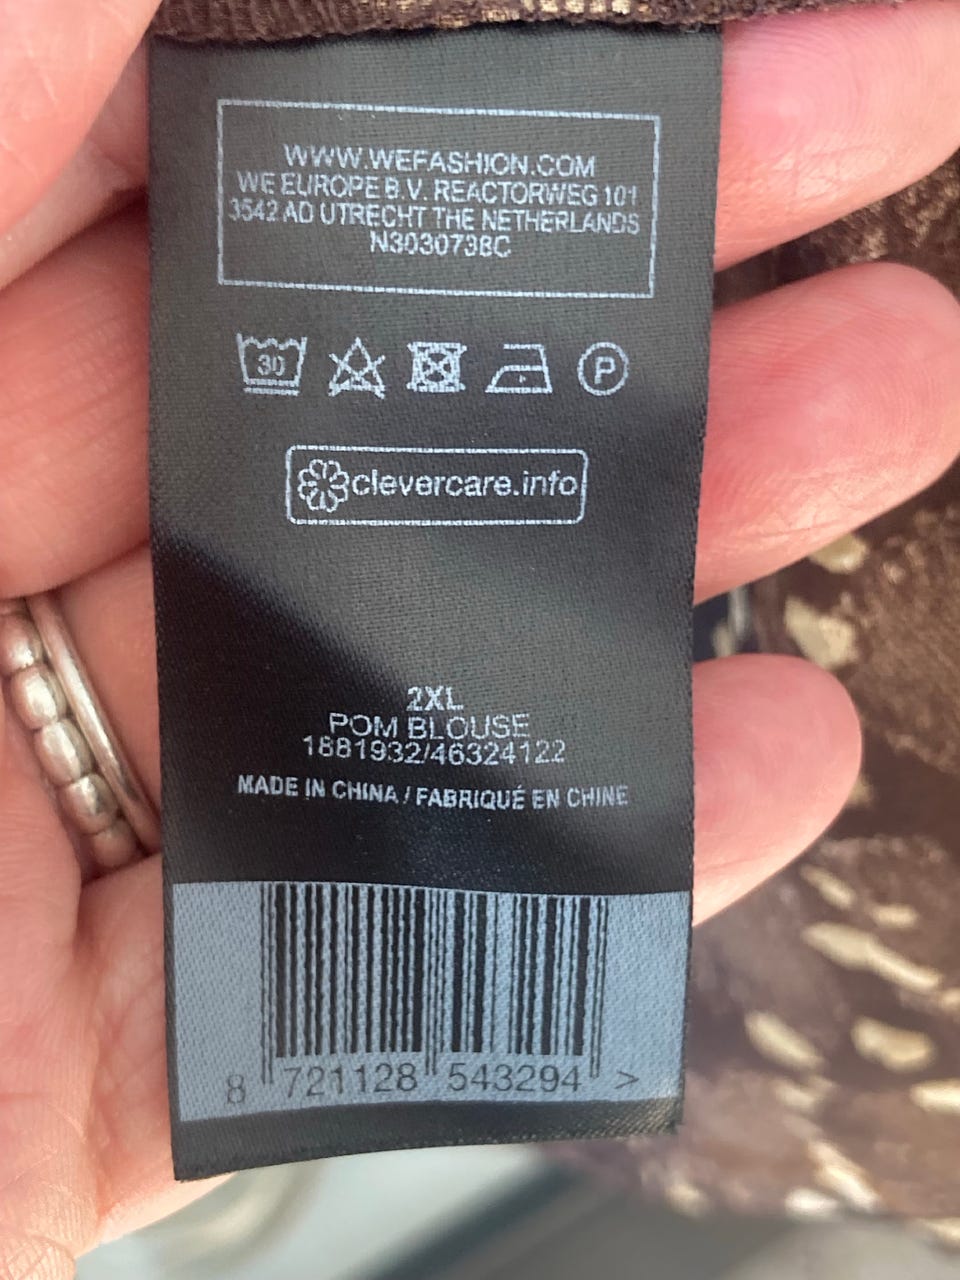 WWW.WEFASHION.COM
WE EUROPE B.V. REACTORWEG 101
3542 AD UTRECHT THE NETHERLANDS
N303073BC
30
P
clevercare.info
2XL
POM BLOUSE
1881932/46324122
MADE IN CHINA / FABRIQUÉ EN CHINE
8 721128 543294 >